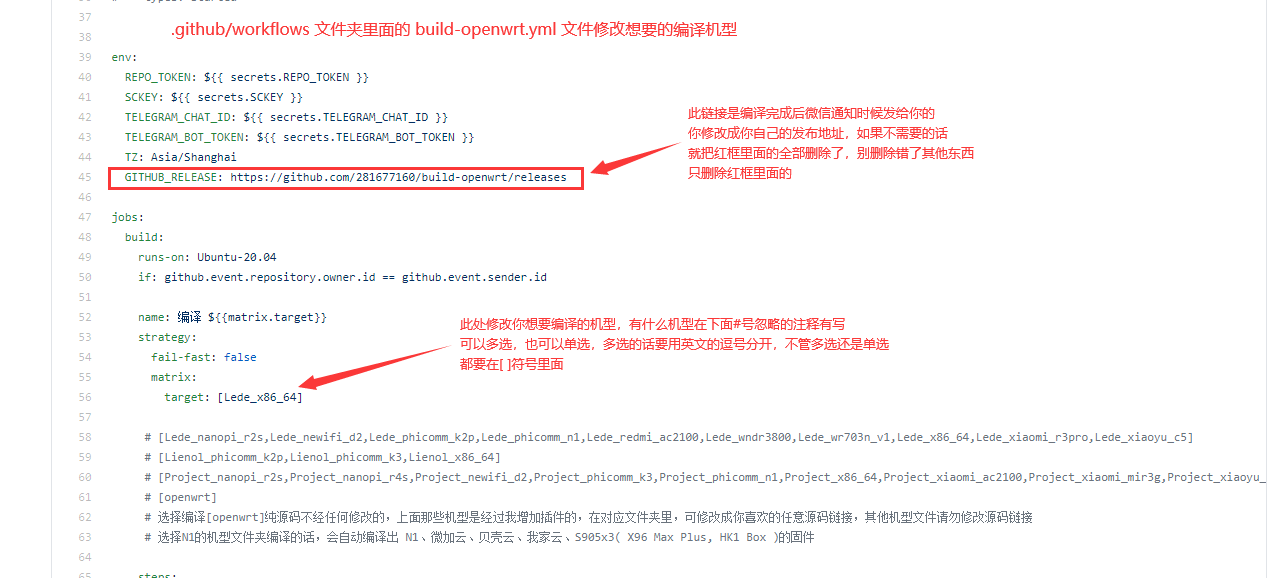 37
.github/workflows 文件夹里面的 build-openwrt.yml 文件修改想要的编译机型
38
39 env:
40 REPO_TOKEN: ${{ secrets.REPO_TOKEN }}
41 SCKEY: ${{ secrets.SCKEY }}
42 TELEGRAM_CHAT_ID: ${{ secrets.TELEGRAM_CHAT_ID }}
43 TELEGRAM_BOT_TOKEN: ${{ secrets.TELEGRAM_BOT_TOKEN }}
44 TZ: Asia/Shanghai
45 GITHUB_RELEASE: https://github.com/281677160/build-openwrt/releases
此链接是编译完成后微信通知时候发给你的
你修改成你自己的发布地址，如果不需要的话
就把红框里面的全部删除了，别删除错了其他东西
只删除红框里面的
46
47 jobs:
48 build:
49 runs-on: Ubuntu-20.04
50 if: github.event.repository.owner.id == github.event.sender.id
51
52 name: 编译 ${{matrix.target}}
53 strategy:
54 fail-fast: false
55 matrix:
56 target: [Lede_x86_64]
此处修改你想要编译的机型，有什么机型在下面#号忽略的注释有写
可以多选，也可以单选，多选的话要用英文的逗号分开，不管多选还是单选
都要在[ ]符号里面
57
58 # [Lede_nanopi_r2s,Lede_newifi_d2,Lede_phicomm_k2p,Lede_phicomm_n1,Lede_redmi_ac2100,Lede_wndr3800,Lede_wr703n_v1,Lede_x86_64,Lede_xiaomi_r3pro,Lede_xiaoyu_c5]
59 # [Lienol_phicomm_k2p,Lienol_phicomm_k3,Lienol_x86_64]
60 # [Project_nanopi_r2s,Project_nanopi_r4s,Project_newifi_d2,Project_phicomm_k3,Project_phicomm_n1,Project_x86_64,Project_xiaomi_ac2100,Project_xiaomi_mir3g,Project_xiaoyu_
61 # [openwrt]
62 # 选择编译[openwrt]纯源码不经任何修改的，上面那些机型是经过我增加插件的，在对应文件夹里，可修改成你喜欢的任意源码链接，其他机型文件请勿修改源码链接
63 # 选择N1的机型文件夹编译的话，会自动编译出 N1、微加云、贝壳云、我家云、S905x3( X96 Max Plus, HK1 Box )的固件
64
65 steps: